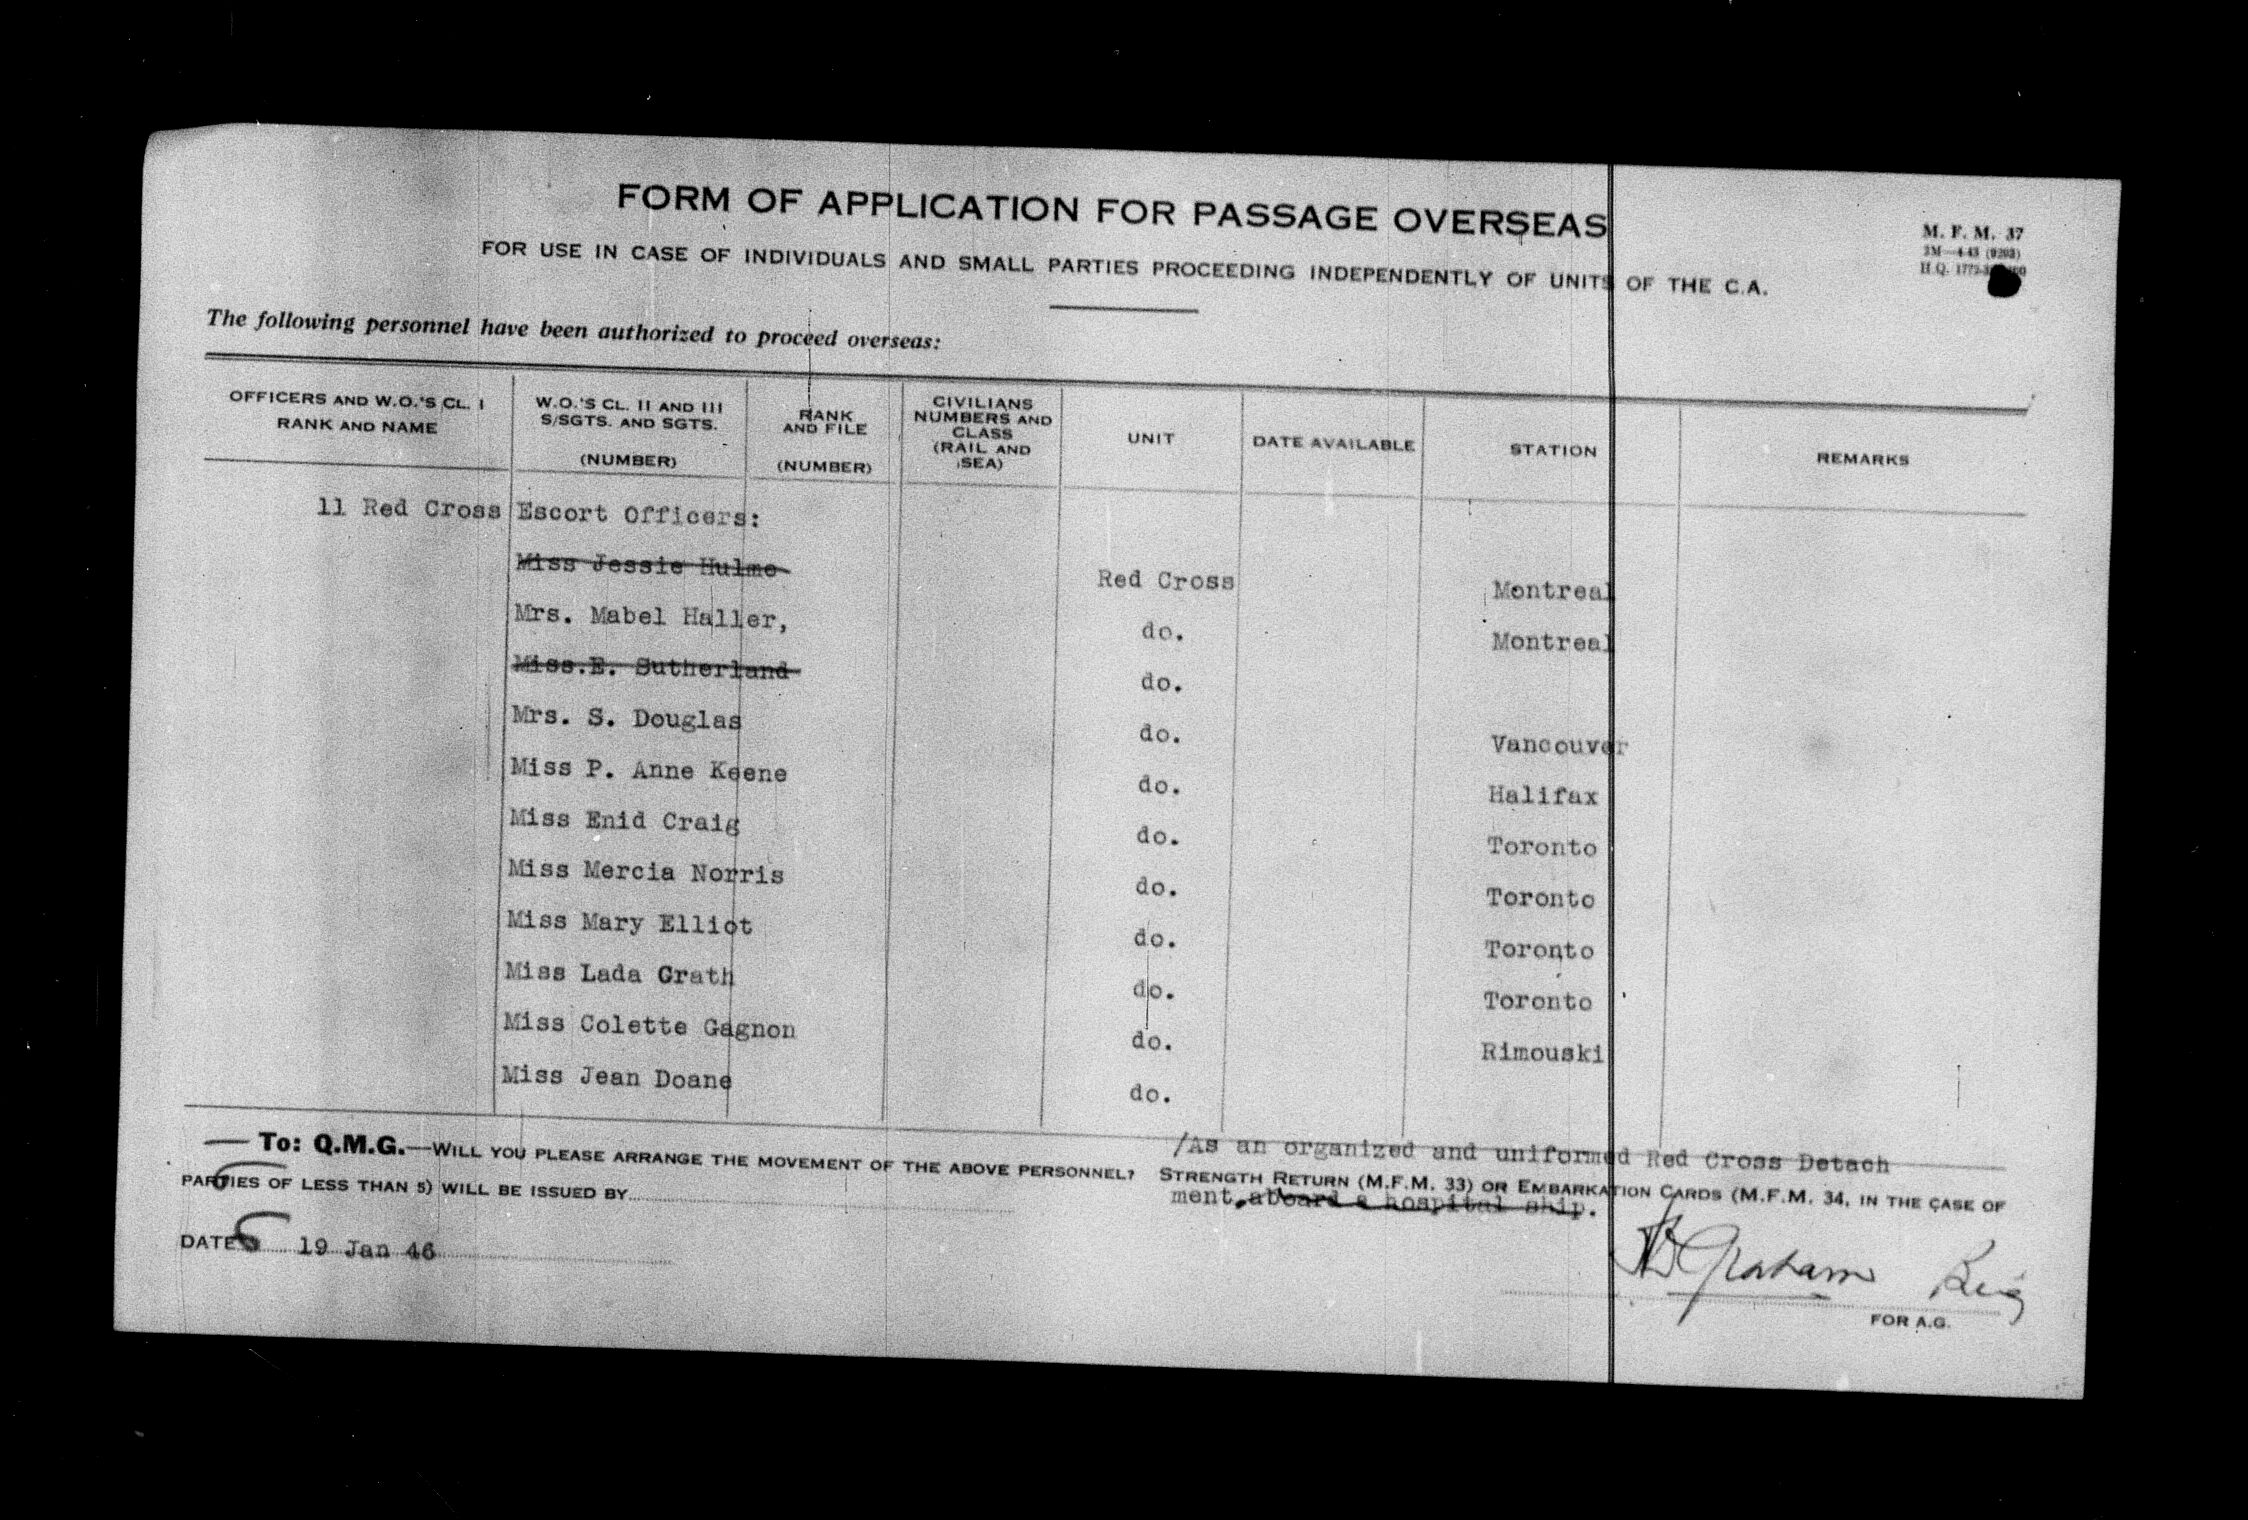 FORM OF APPLICATION FOR PASSAGE OVERSEAS
M. F. M. 37
FOR USE IN CASE OF INDIVIDUALS AND SMALL PARTIES PROCEEDING INDEPENDENTLY OF UNITS OF THE C.A.
H.Q.
The following personnel have been authorized to proceed overseas:
OFFICERS AND W.O.'S CL. I RANK AND NAME
W.O.'S CL. II AND III S/SGTS. AND SGTS. (NUMBER)
RANK AND FILE (NUMBER)
CIVILIANS NUMBERS AND CLASS (RAIL AND SEA)
UNIT
DATE AVAILABLE
STATION
REMARKS
11 Red Cross Escort Officers:
Miss Jessie Hulme Red Cross Montreal
Mrs. Mabel Haller, do. Montreal
Miss.E. Sutherland do.
Mrs. S. Douglas do. Vancouver
Miss P. Anne Keene do. Halifax
Miss Enid Craig do. Toronto
Miss Mercia Norris do. Toronto
Miss Mary Elliot do. Toronto
Miss Lada Grath do. Toronto
Miss Colette Gagnon do. Rimouski
Miss Jean Doane do.
/As an organized and uniformed Red Cross Detach
To: Q.M.G.—WILL YOU PLEASE ARRANGE THE MOVEMENT OF THE ABOVE PERSONNEL? STRENGTH RETURN (M.F.M. 33) OR EMBARKATION CARDS (M.F.M. 34, IN THE CASE OF
PARTIES OF LESS THAN 5) WILL BE ISSUED BY
ment, aboard a hospital ship.
DATE 19 Jan 46
Graham
FOR A.G.